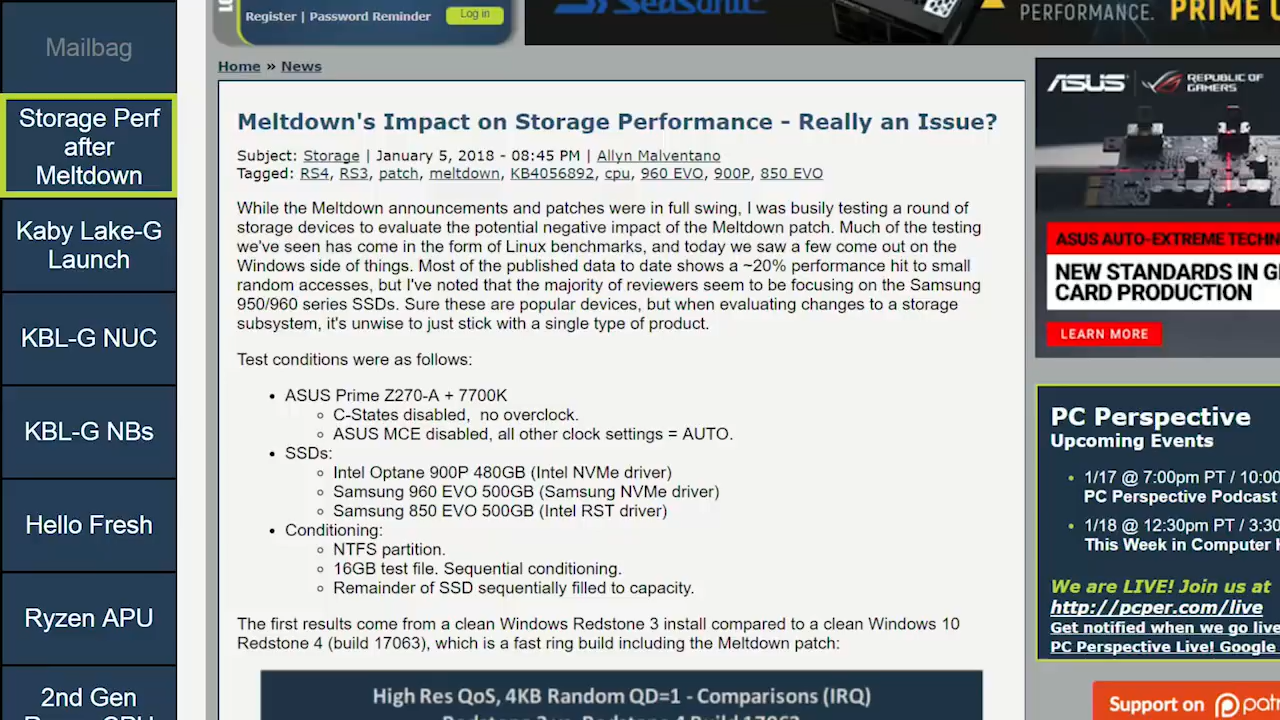 Mailbag
Storage Perf
after
Meltdown
Kaby Lake-G
Launch
KBL-G NUC
KBL-G NBs
Hello Fresh
Ryzen APU
2nd Gen
Register | Password Reminder
Log in
Seasonic
PERFORMANCE. PRIME
Home » News
Meltdown's Impact on Storage Performance - Really an Issue?
Subject: Storage | January 5, 2018 - 08:45 PM | Allyn Malventano
Tagged: RS4, RS3, patch, meltdown, KB4056892, cpu, 960 EVO, 900P, 850 EVO
While the Meltdown announcements and patches were in full swing, I was busily testing a round of
storage devices to evaluate the potential negative impact of the Meltdown patch. Much of the testing
we've seen has come in the form of Linux benchmarks, and today we saw a few come out on the
Windows side of things. Most of the published data to date shows a ~20% performance hit to small
random accesses, but I've noted that the majority of reviewers seem to be focusing on the Samsung
950/960 series SSDs. Sure these are popular devices, but when evaluating changes to a storage
subsystem, it's unwise to just stick with a single type of product.
Test conditions were as follows:
• ASUS Prime Z270-A + 7700K
◦ C-States disabled, no overclock.
◦ ASUS MCE disabled, all other clock settings = AUTO.
• SSDs:
◦ Intel Optane 900P 480GB (Intel NVMe driver)
◦ Samsung 960 EVO 500GB (Samsung NVMe driver)
◦ Samsung 850 EVO 500GB (Intel RST driver)
• Conditioning:
◦ NTFS partition.
◦ 16GB test file. Sequential conditioning.
◦ Remainder of SSD sequentially filled to capacity.
The first results come from a clean Windows Redstone 3 install compared to a clean Windows 10
Redstone 4 (build 17063), which is a fast ring build including the Meltdown patch:
High Res QoS, 4KB Random QD=1 - Comparisons (IRQ)
ASUS REPUBLIC OF
GAMERS
ASUS AUTO-EXTREME TECHN
NEW STANDARDS IN G
CARD PRODUCTION
LEARN MORE
PC Perspective
Upcoming Events
• 1/17 @ 7:00pm PT / 10:00
PC Perspective Podcast
• 1/18 @ 12:30pm PT / 3:30
This Week in Computer
We are LIVE! Join us at
http://pcper.com/live
Get notified when we go live
PC Perspective Live! Google
Support on